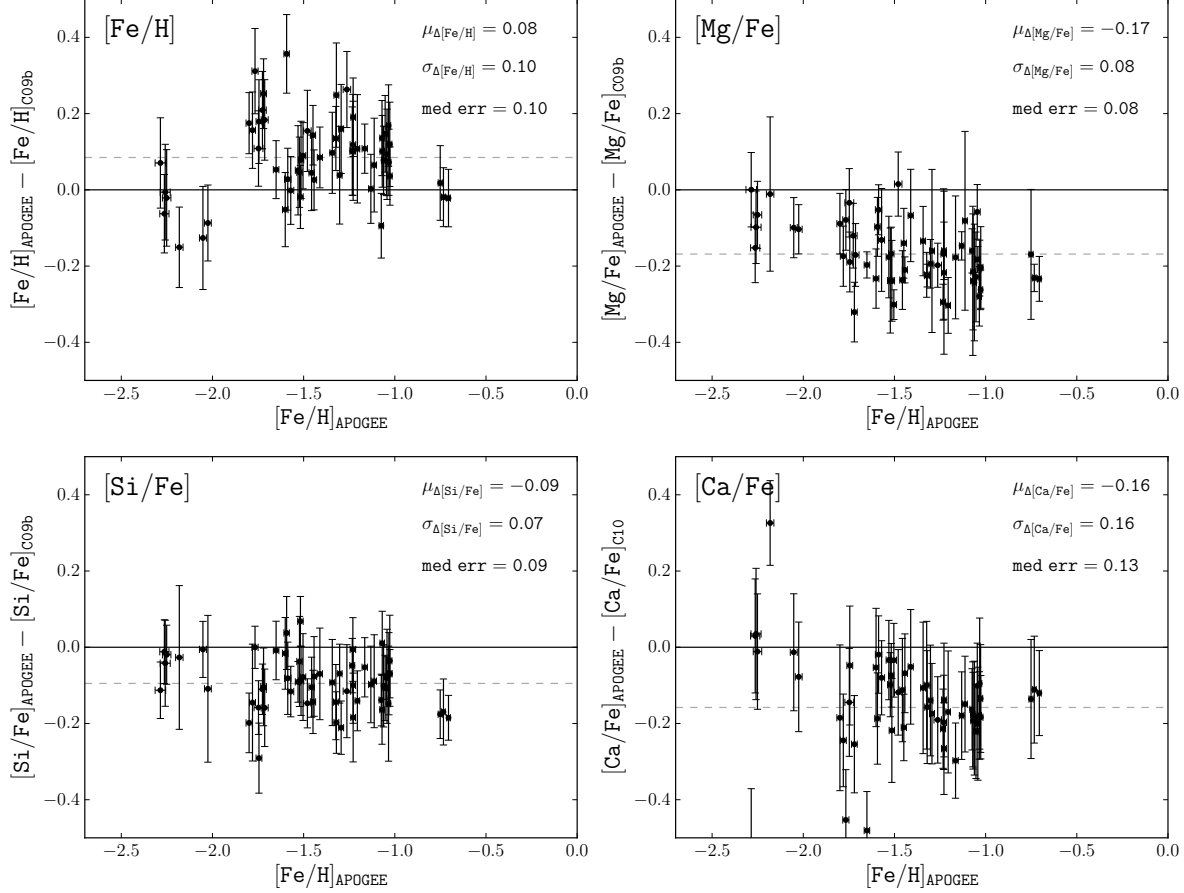 [Fe/H]
μΔ[Fe/H] = 0.08
σΔ[Fe/H] = 0.10
med err = 0.10
0.4
0.2
0.0
−0.2
−0.4
[Fe/H]APOGEE − [Fe/H]C09b
−2.5 −2.0 −1.5 −1.0 −0.5 0.0
[Fe/H]APOGEE
[Mg/Fe]
μΔ[Mg/Fe] = −0.17
σΔ[Mg/Fe] = 0.08
med err = 0.08
0.4
0.2
0.0
−0.2
−0.4
[Mg/Fe]APOGEE − [Mg/Fe]C09b
−2.5 −2.0 −1.5 −1.0 −0.5 0.0
[Fe/H]APOGEE
[Si/Fe]
μΔ[Si/Fe] = −0.09
σΔ[Si/Fe] = 0.07
med err = 0.09
0.4
0.2
0.0
−0.2
−0.4
[Si/Fe]APOGEE − [Si/Fe]C09b
−2.5 −2.0 −1.5 −1.0 −0.5 0.0
[Fe/H]APOGEE
[Ca/Fe]
μΔ[Ca/Fe] = −0.16
σΔ[Ca/Fe] = 0.16
med err = 0.13
0.4
0.2
0.0
−0.2
−0.4
[Ca/Fe]APOGEE − [Ca/Fe]C10
−2.5 −2.0 −1.5 −1.0 −0.5 0.0
[Fe/H]APOGEE